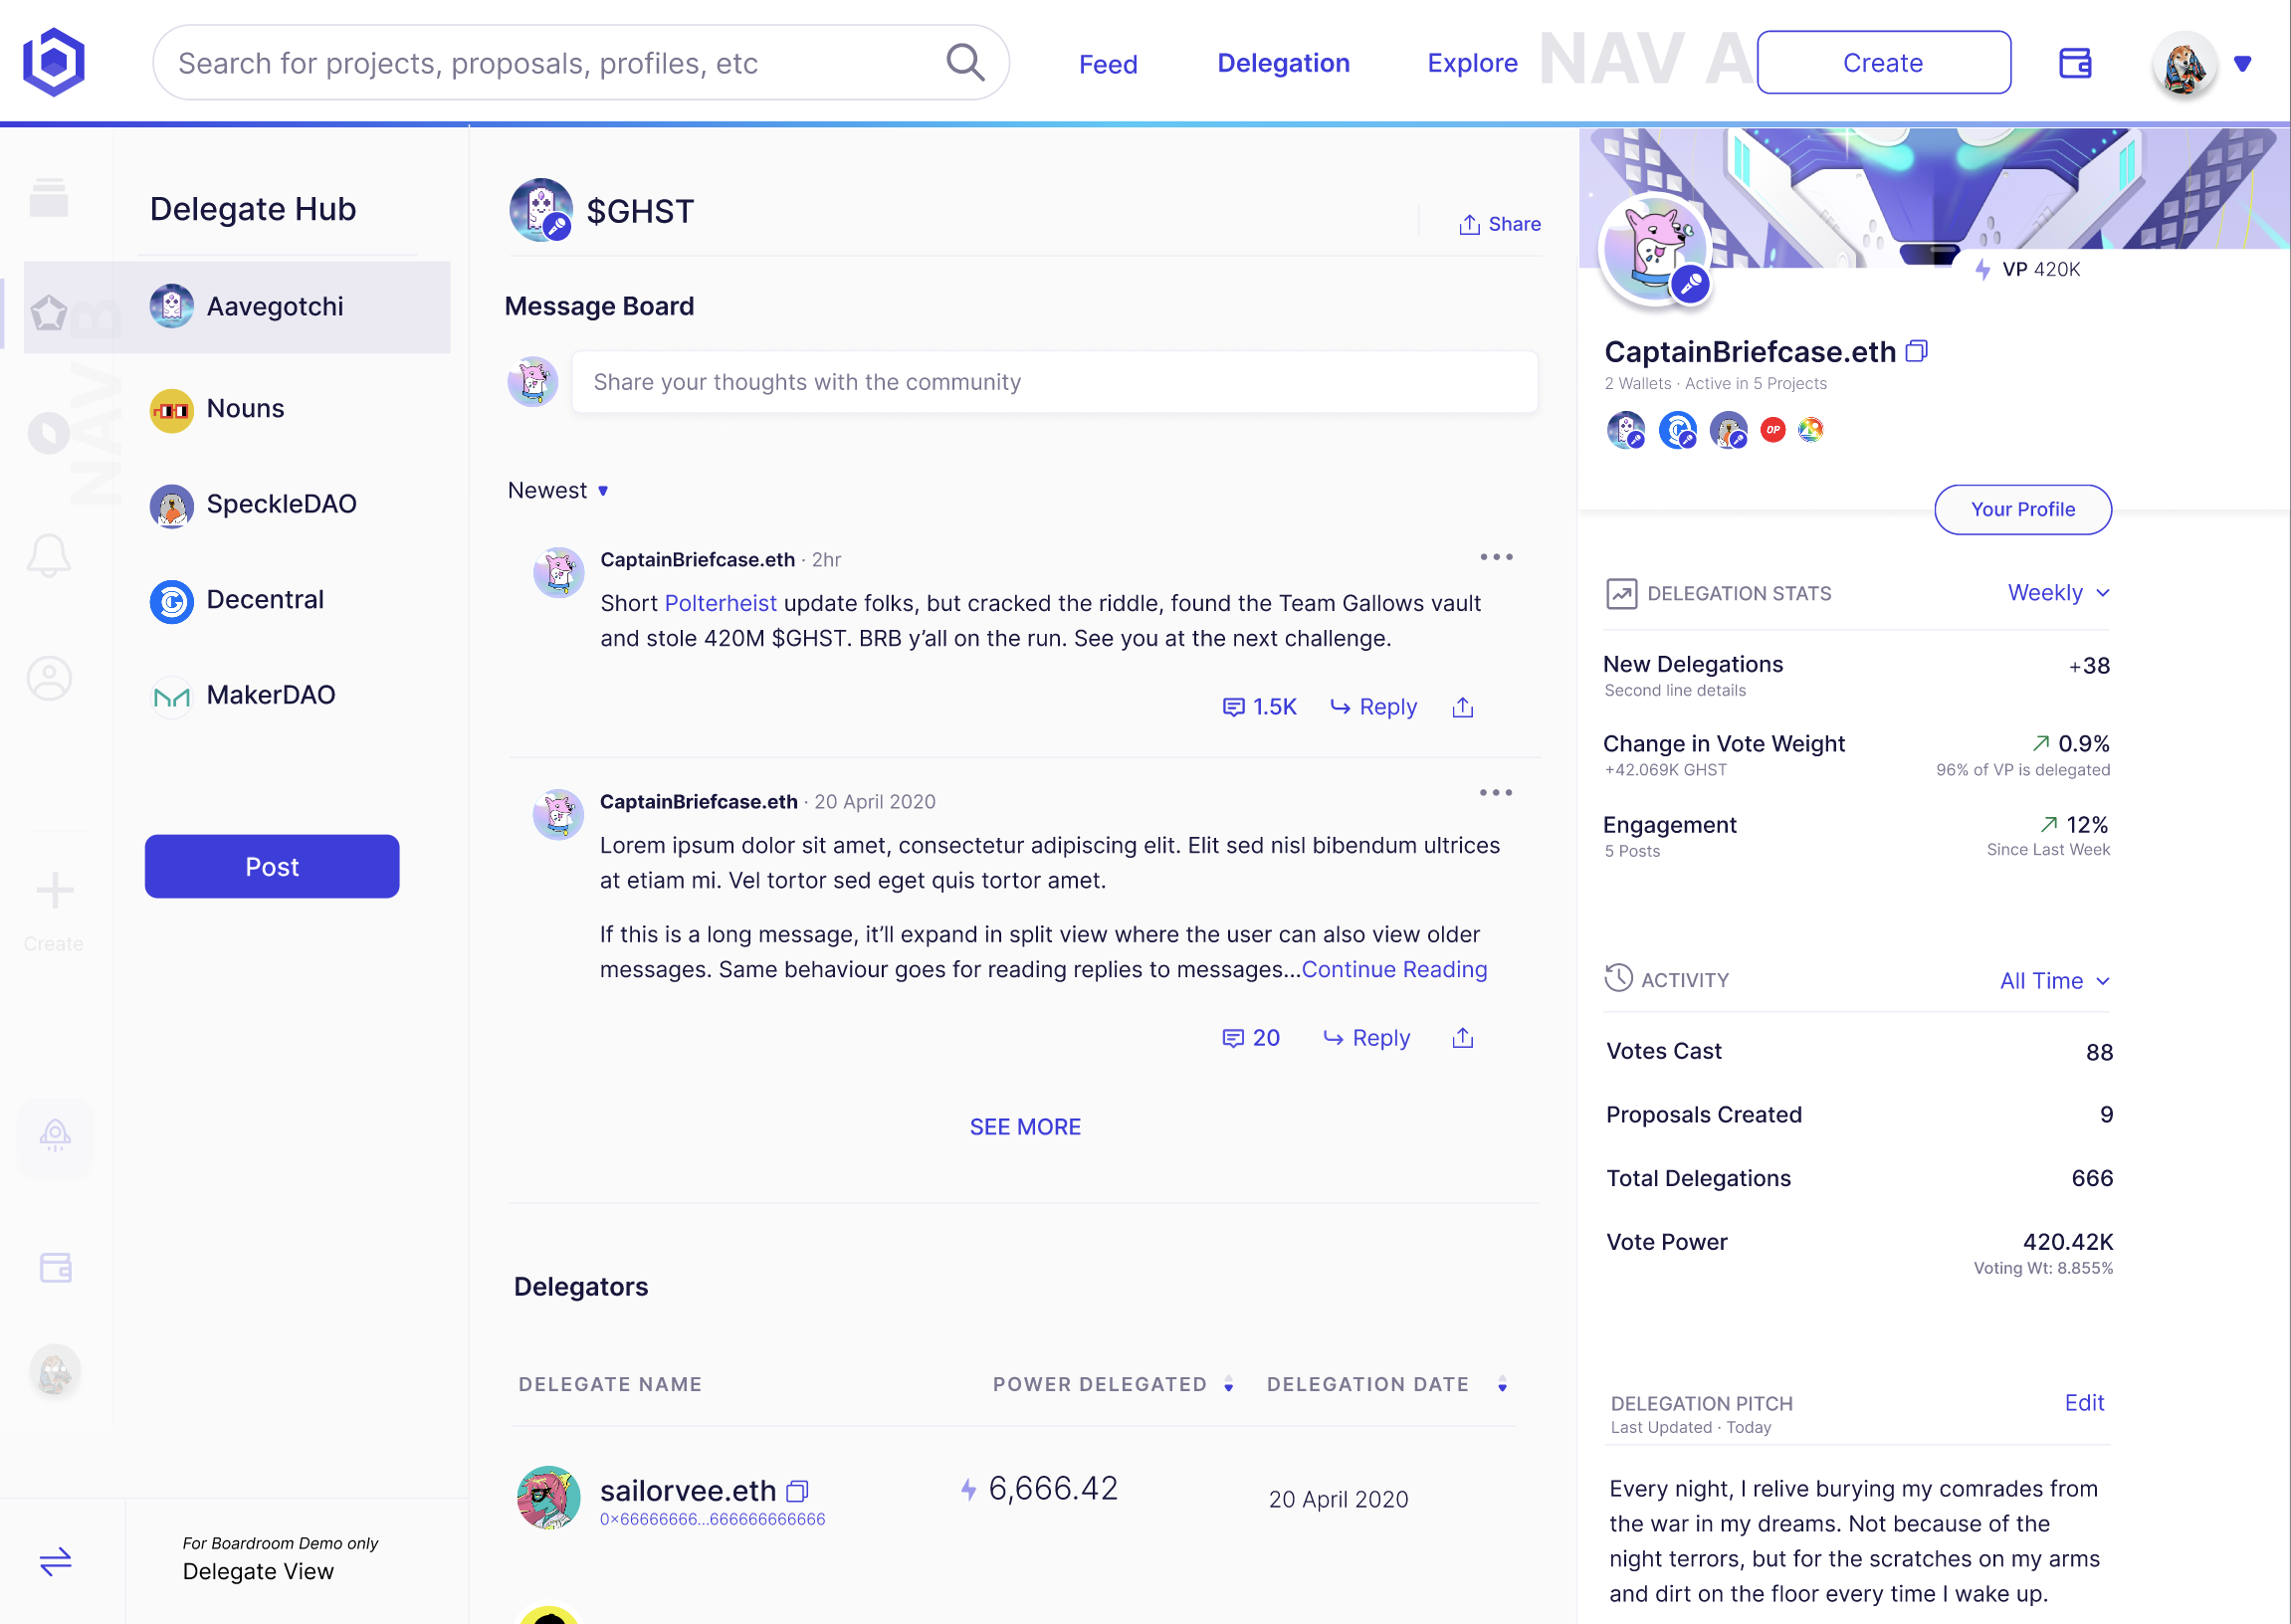 Search for projects, proposals, profiles, etc
Feed
Delegation
Explore
NAV A
Create
Delegate Hub
Aavegotchi
NAV B
Nouns
SpeckleDAO
Decentral
MakerDAO
Post
Create
For Boardroom Demo only
Delegate View
$GHST
Share
Message Board
Share your thoughts with the community
Newest
CaptainBriefcase.eth · 2hr
Short Polterheist update folks, but cracked the riddle, found the Team Gallows vault
and stole 420M $GHST. BRB y’all on the run. See you at the next challenge.
1.5K Reply
CaptainBriefcase.eth · 20 April 2020
Lorem ipsum dolor sit amet, consectetur adipiscing elit. Elit sed nisl bibendum ultrices
at etiam mi. Vel tortor sed eget quis tortor amet.
If this is a long message, it’ll expand in split view where the user can also view older
messages. Same behaviour goes for reading replies to messages...Continue Reading
20 Reply
SEE MORE
Delegators
DELEGATE NAME POWER DELEGATED DELEGATION DATE
sailorvee.eth 6,666.42 20 April 2020
0x66666666...666666666666
VP 420K
CaptainBriefcase.eth
2 Wallets · Active in 5 Projects
OP
Your Profile
DELEGATION STATS Weekly
New Delegations +38
Second line details
Change in Vote Weight 0.9%
+42.069K GHST 96% of VP is delegated
Engagement 12%
5 Posts Since Last Week
ACTIVITY All Time
Votes Cast 88
Proposals Created 9
Total Delegations 666
Vote Power 420.42K
Voting Wt: 8.855%
DELEGATION PITCH Edit
Last Updated · Today
Every night, I relive burying my comrades from
the war in my dreams. Not because of the
night terrors, but for the scratches on my arms
and dirt on the floor every time I wake up.